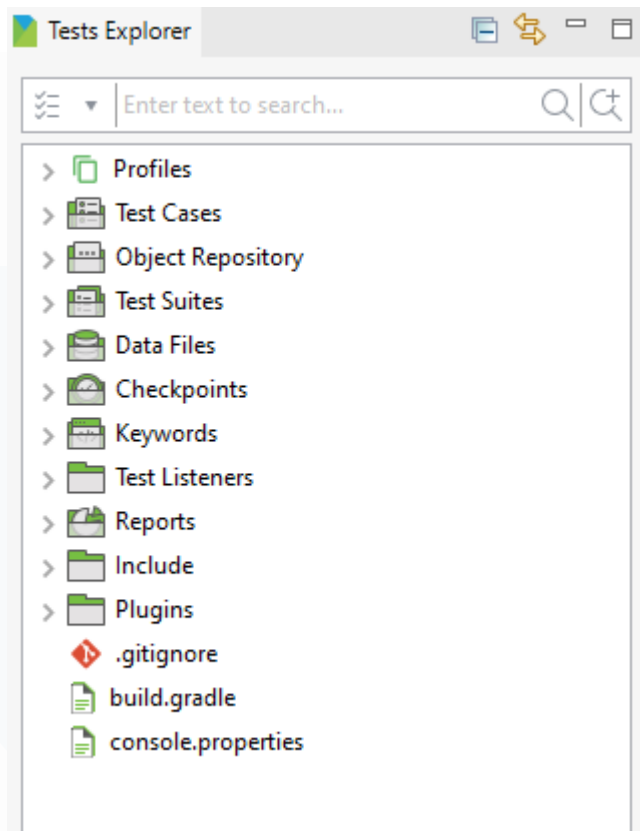 Tests Explorer
Enter text to search...
Profiles
Test Cases
Object Repository
Test Suites
Data Files
Checkpoints
Keywords
Test Listeners
Reports
Include
Plugins
.gitignore
build.gradle
console.properties